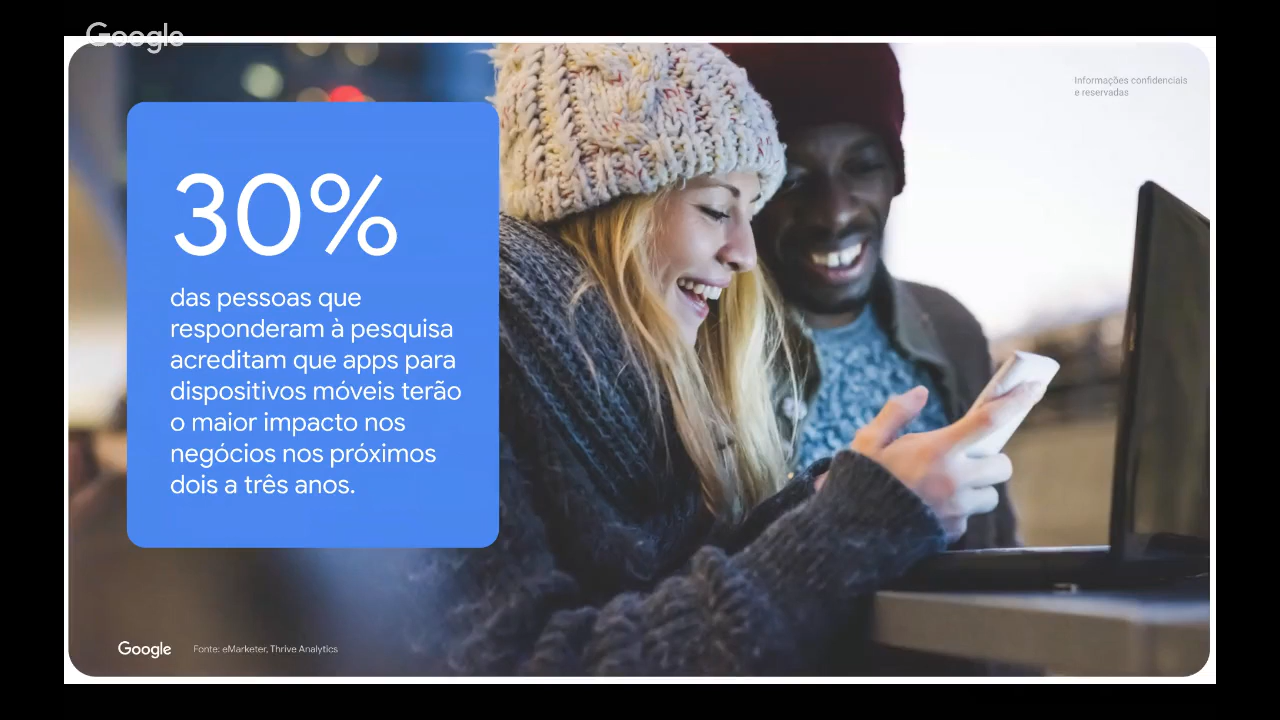 Google
Informações confidenciais
e reservadas
30%
das pessoas que
responderam à pesquisa
acreditam que apps para
dispositivos móveis terão
o maior impacto nos
negócios nos próximos
dois a três anos.
Google
Fonte: eMarketer, Thrive Analytics